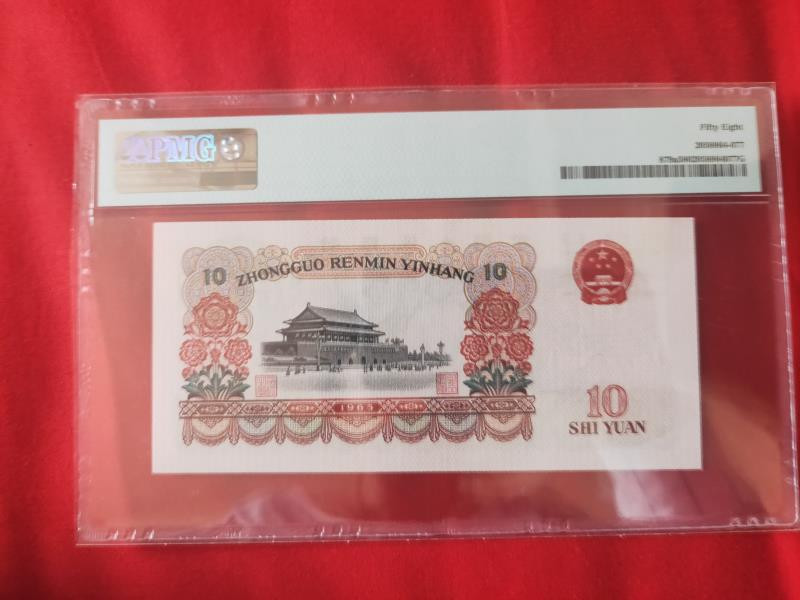 PMG
Fifty Eight
10
ZHONGGUO RENMIN YINHANG
10
1965
10
SHI YUAN